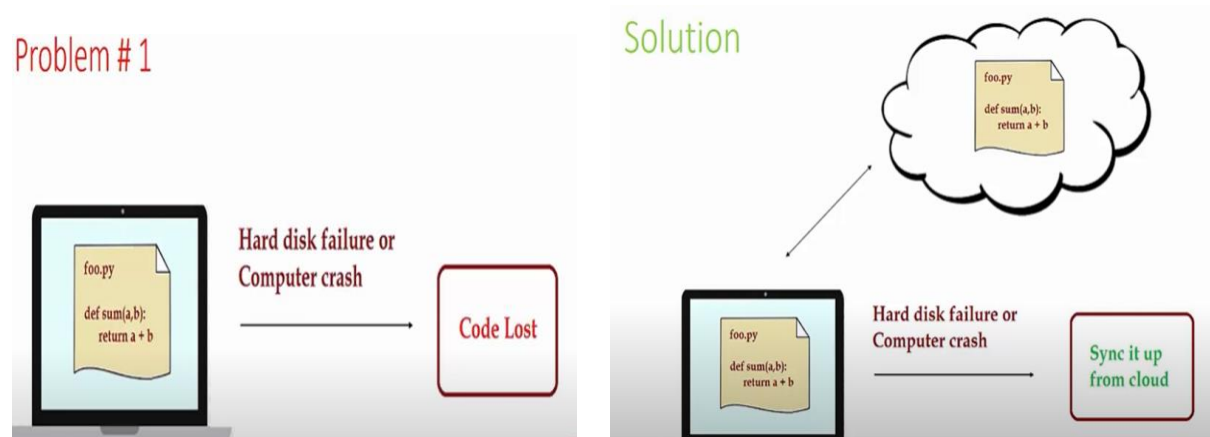 Problem # 1
foo.py
def sum(a,b):
return a + b
Hard disk failure or
Computer crash
Code Lost
Solution
foo.py
def sum(a,b):
return a + b
foo.py
def sum(a,b):
return a + b
Hard disk failure or
Computer crash
Sync it up
from cloud